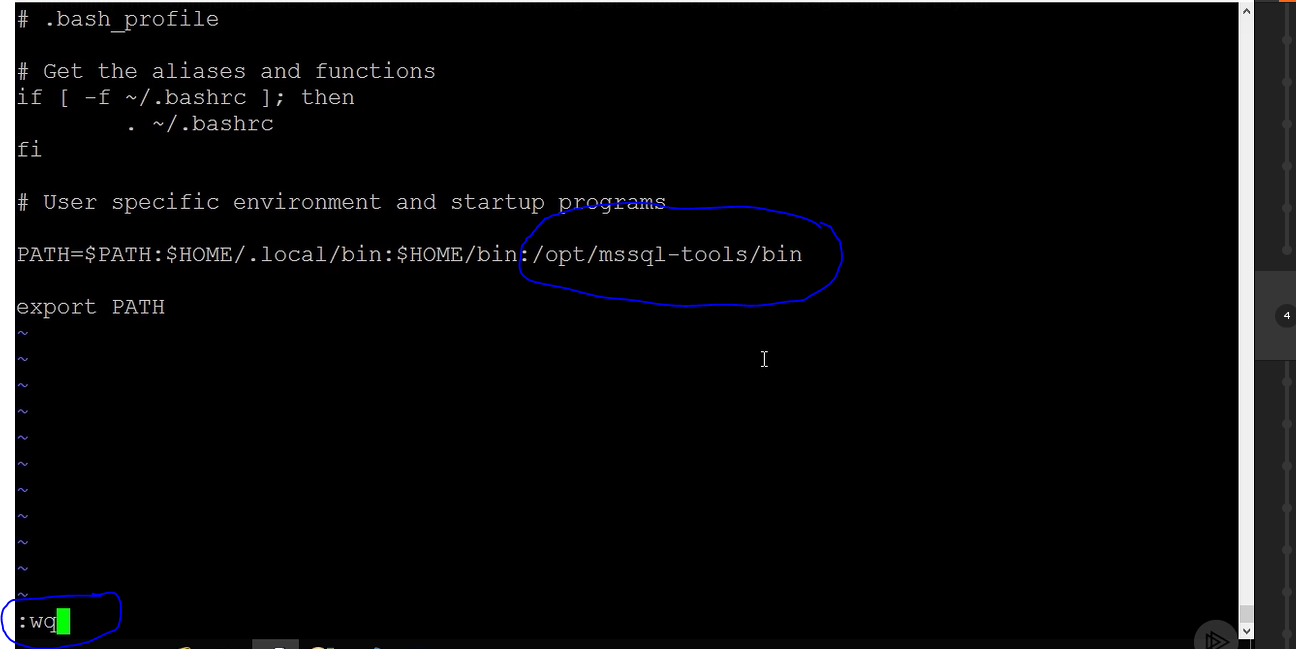 # .bash_profile
# Get the aliases and functions
if [ -f ~/.bashrc ]; then
        . ~/.bashrc
fi
# User specific environment and startup programs
PATH=$PATH:$HOME/.local/bin:$HOME/bin:/opt/mssql-tools/bin
export PATH
~
~
~
~
~
~
~
~
~
~
~
:wq
4